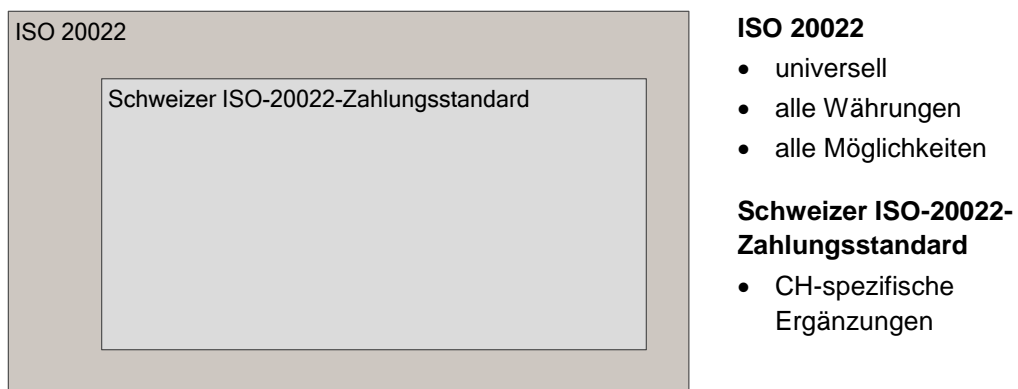 ISO 20022
Schweizer ISO-20022-Zahlungsstandard
ISO 20022
• universell
• alle Währungen
• alle Möglichkeiten
Schweizer ISO-20022-
Zahlungsstandard
• CH-spezifische
Ergänzungen